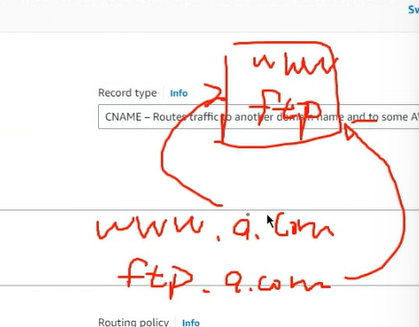 Sw
www
Record type Info
ftp
CNAME – Routes traffic to another domain name and to some A
www.a.com
ftp.a.com
Routing policy Info